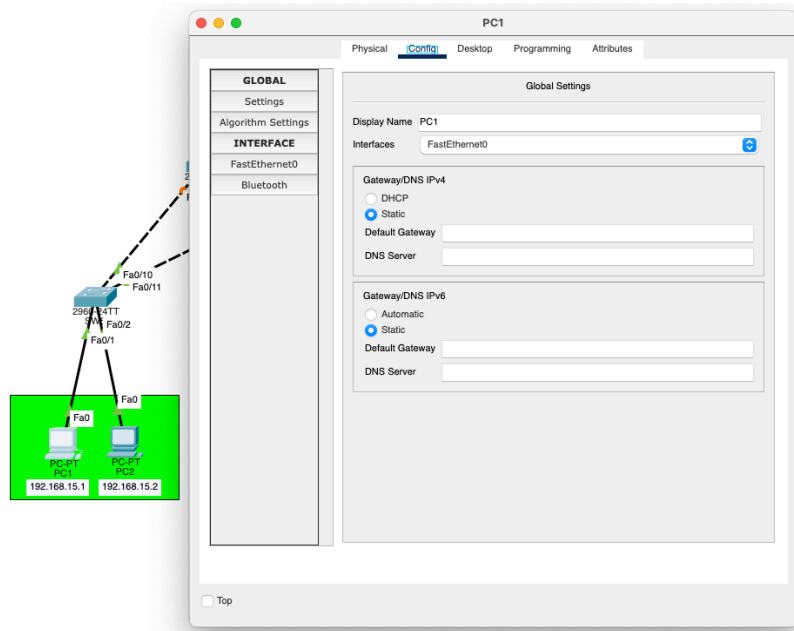 PC1
Physical Config Desktop Programming Attributes
GLOBAL
Settings
Algorithm Settings
INTERFACE
FastEthernet0
Bluetooth
Global Settings
Display Name PC1
Interfaces FastEthernet0
Gateway/DNS IPv4
DHCP
Static
Default Gateway
DNS Server
Gateway/DNS IPv6
Automatic
Static
Default Gateway
DNS Server
Top
Fa0/10
Fa0/11
2960-24TT
Fa0/2
Fa0/1
Fa0
Fa0
PC-PT
PC1
PC-PT
PC2
192.168.15.1
192.168.15.2